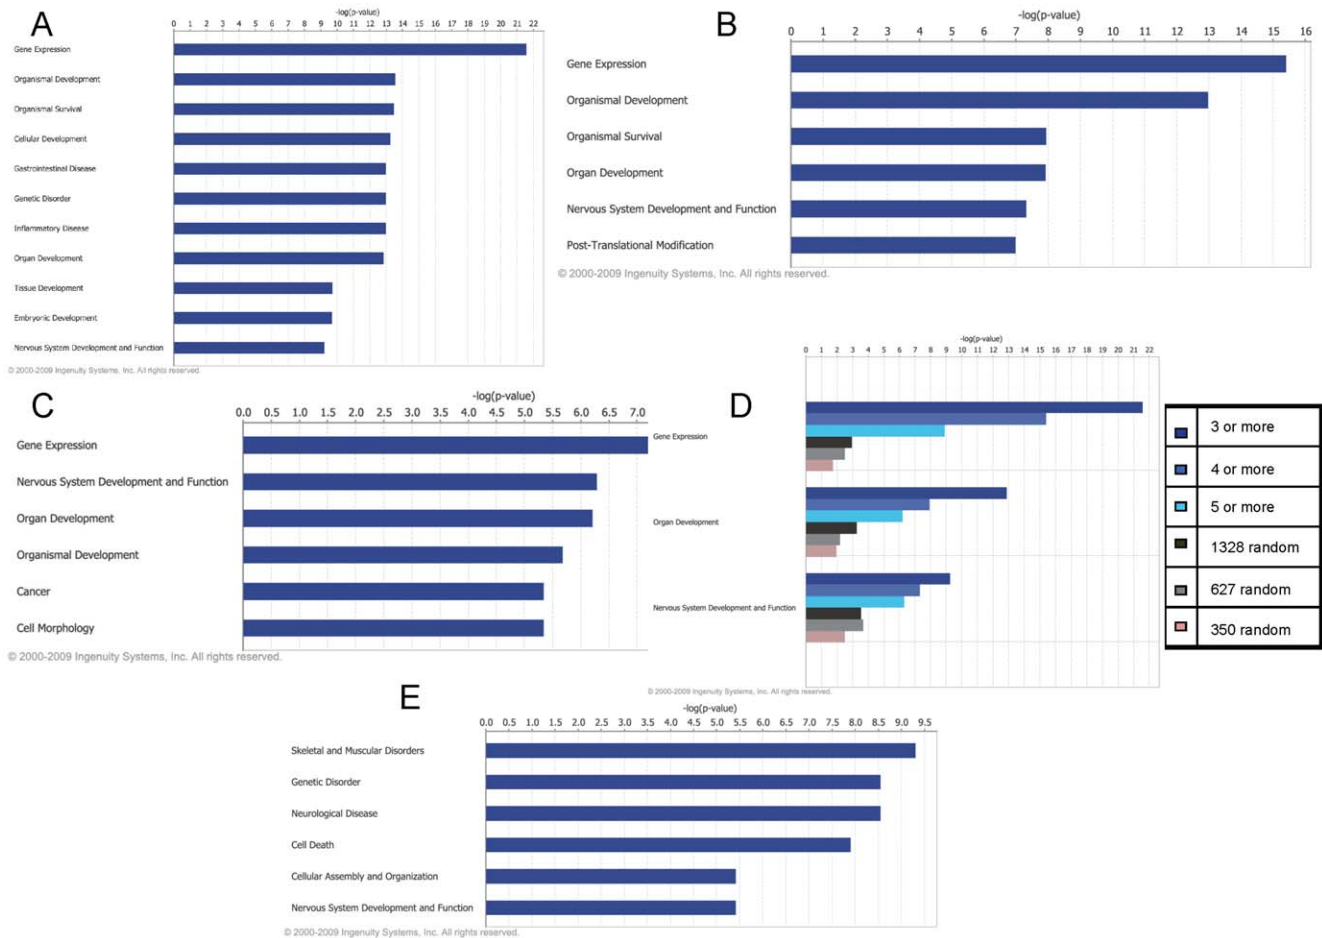 A
-log(p-value)
0 1 2 3 4 5 6 7 8 9 10 11 12 13 14 15 16 17 18 19 20 21 22
Gene Expression
Organismal Development
Organismal Survival
Cellular Development
Gastrointestinal Disease
Genetic Disorder
Inflammatory Disease
Organ Development
Tissue Development
Embryonic Development
Nervous System Development and Function
© 2000-2009 Ingenuity Systems, Inc. All rights reserved.
B
-log(p-value)
0 1 2 3 4 5 6 7 8 9 10 11 12 13 14 15 16
Gene Expression
Organismal Development
Organismal Survival
Organ Development
Nervous System Development and Function
Post-Translational Modification
© 2000-2009 Ingenuity Systems, Inc. All rights reserved.
C
-log(p-value)
0.0 0.5 1.0 1.5 2.0 2.5 3.0 3.5 4.0 4.5 5.0 5.5 6.0 6.5 7.0
Gene Expression
Nervous System Development and Function
Organ Development
Organismal Development
Cancer
Cell Morphology
© 2000-2009 Ingenuity Systems, Inc. All rights reserved.
D
-log(p-value)
0 1 2 3 4 5 6 7 8 9 10 11 12 13 14 15 16 17 18 19 20 21 22
Gene Expression
Organ Development
Nervous System Development and Function
© 2000-2009 Ingenuity Systems, Inc. All rights reserved.
3 or more
4 or more
5 or more
1328 random
627 random
350 random
E
-log(p-value)
0.0 0.5 1.0 1.5 2.0 2.5 3.0 3.5 4.0 4.5 5.0 5.5 6.0 6.5 7.0 7.5 8.0 8.5 9.0 9.5
Skeletal and Muscular Disorders
Genetic Disorder
Neurological Disease
Cell Death
Cellular Assembly and Organization
Nervous System Development and Function
© 2000-2009 Ingenuity Systems, Inc. All rights reserved.